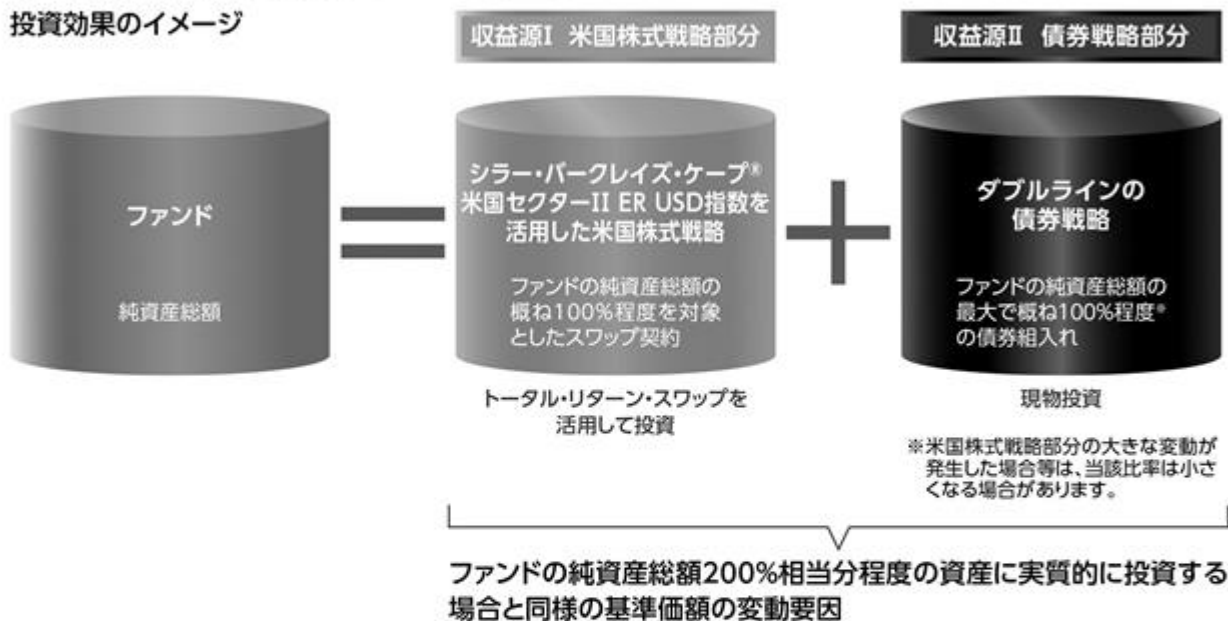 投資効果のイメージ
収益源I 米国株式戦略部分
収益源II 債券戦略部分
ファンド
純資産総額
シラー・バークレイズ・ケープ®
米国セクターII ER USD指数を
活用した米国株式戦略
ファンドの純資産総額の
概ね100%程度を対象
としたスワップ契約
トータル・リターン・スワップを
活用して投資
ダブルラインの
債券戦略
ファンドの純資産総額の
最大で概ね100%程度※
の債券組入れ
現物投資
※米国株式戦略部分の大きな変動が
発生した場合等は、当該比率は小さ
くなる場合があります。
ファンドの純資産総額200%相当分程度の資産に実質的に投資する
場合と同様の基準価額の変動要因